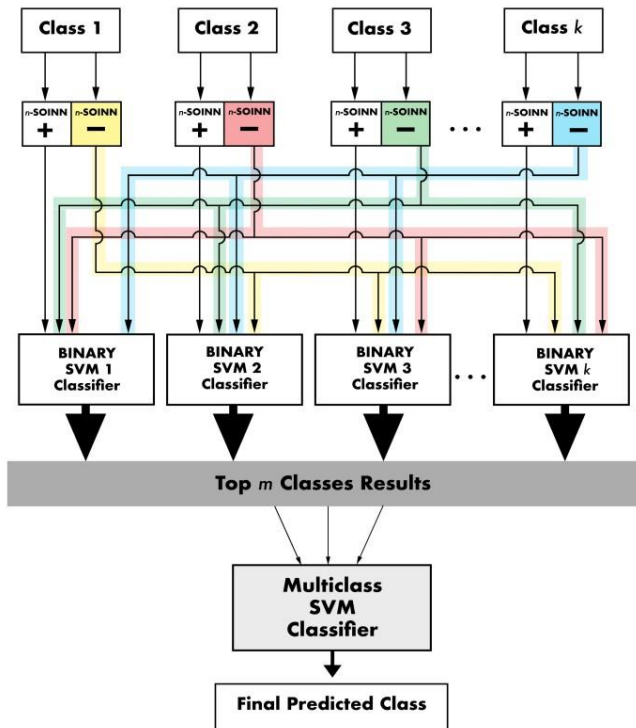 Class 1
Class 2
Class 3
Class k
n-SOINN
+
n-SOINN
−
n-SOINN
+
n-SOINN
−
n-SOINN
+
n-SOINN
−
...
n-SOINN
+
n-SOINN
−
BINARY
SVM 1
Classifier
BINARY
SVM 2
Classifier
BINARY
SVM 3
Classifier
...
BINARY
SVM k
Classifier
Top m Classes Results
Multiclass
SVM
Classifier
Final Predicted Class